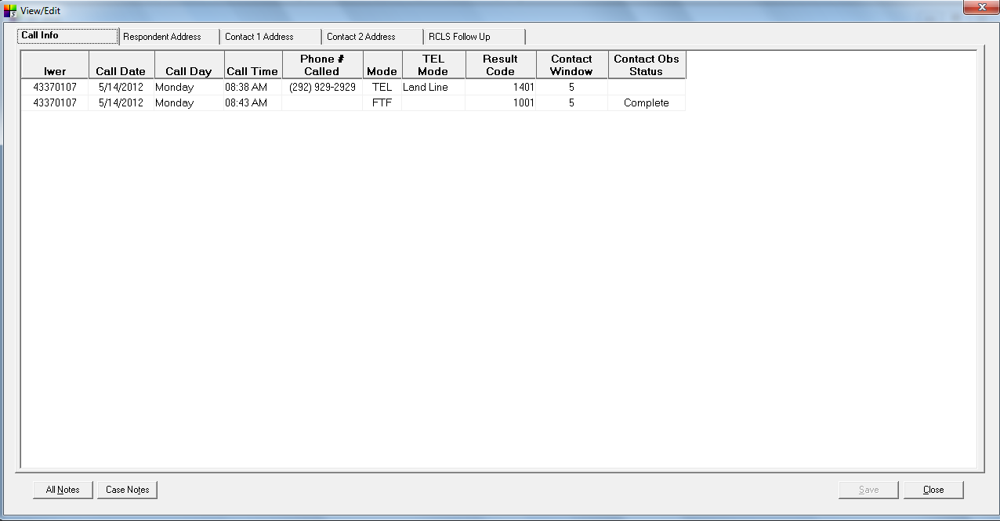 View/Edit
Call Info Respondent Address Contact 1 Address Contact 2 Address RCLS Follow Up
Iwer Call Date Call Day Call Time Phone # Called Mode TEL Mode Result Code Contact Window Contact Obs Status
43370107 5/14/2012 Monday 08:38 AM (292) 929-2929 TEL Land Line 1401 5
43370107 5/14/2012 Monday 08:43 AM FTF 1001 5 Complete
All Notes Case Notes Save Close